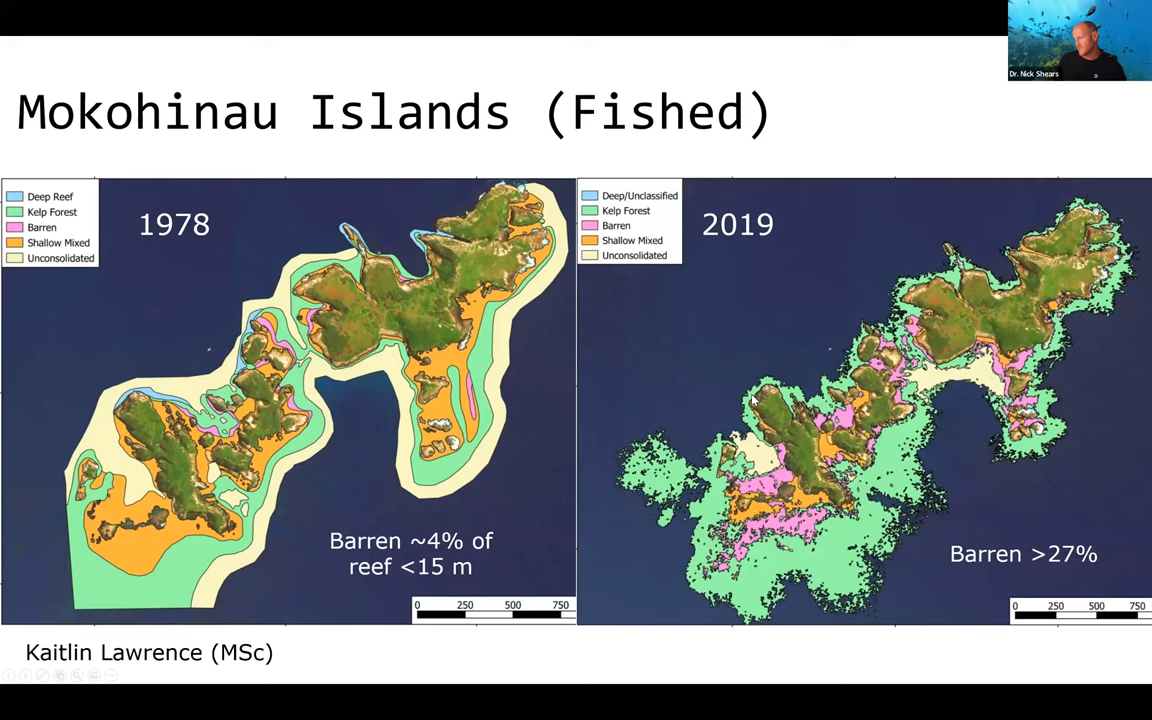 Dr. Nick Shears
Mokohinau Islands (Fished)
Deep Reef
Kelp Forest
Barren
Shallow Mixed
Unconsolidated
1978
Barren ~4% of
reef <15 m
0 250 500 750
Deep/Unclassified
Kelp Forest
Barren
Shallow Mixed
Unconsolidated
2019
Barren >27%
0 250 500 750
Kaitlin Lawrence (MSc)